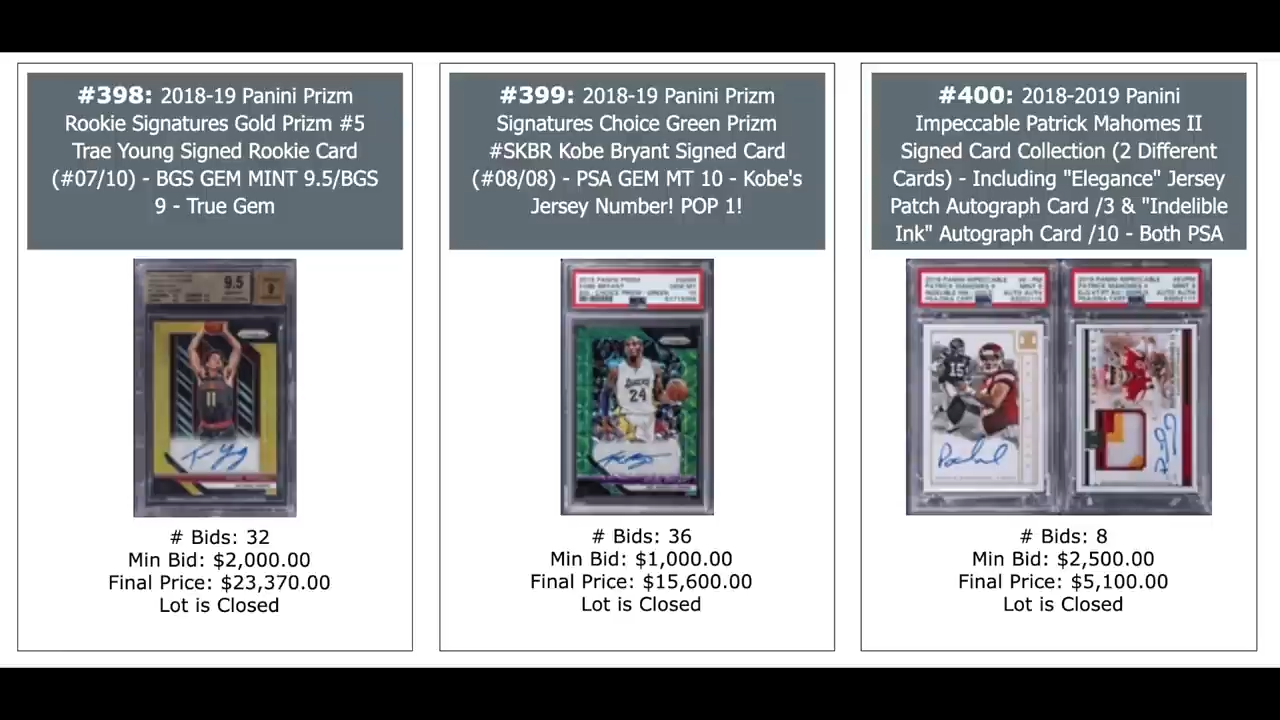 #398: 2018-19 Panini Prizm
Rookie Signatures Gold Prizm #5
Trae Young Signed Rookie Card
(#07/10) - BGS GEM MINT 9.5/BGS
9 - True Gem
9.5
9
11
# Bids: 32
Min Bid: $2,000.00
Final Price: $23,370.00
Lot is Closed
#399: 2018-19 Panini Prizm
Signatures Choice Green Prizm
#SKBR Kobe Bryant Signed Card
(#08/08) - PSA GEM MT 10 - Kobe's
Jersey Number! POP 1!
24
# Bids: 36
Min Bid: $1,000.00
Final Price: $15,600.00
Lot is Closed
#400: 2018-2019 Panini
Impeccable Patrick Mahomes II
Signed Card Collection (2 Different
Cards) - Including "Elegance" Jersey
Patch Autograph Card /3 & "Indelible
Ink" Autograph Card /10 - Both PSA
15
# Bids: 8
Min Bid: $2,500.00
Final Price: $5,100.00
Lot is Closed